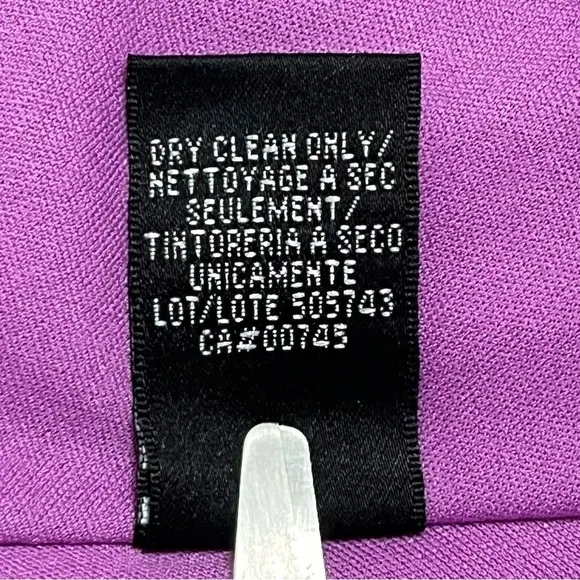 DRY CLEAN ONLY/
NETTOYAGE A SEC
SEULEMENT/
TINTORERIA A SECO
UNICAMENTE
LOT/LOTE 505743
CA#00745